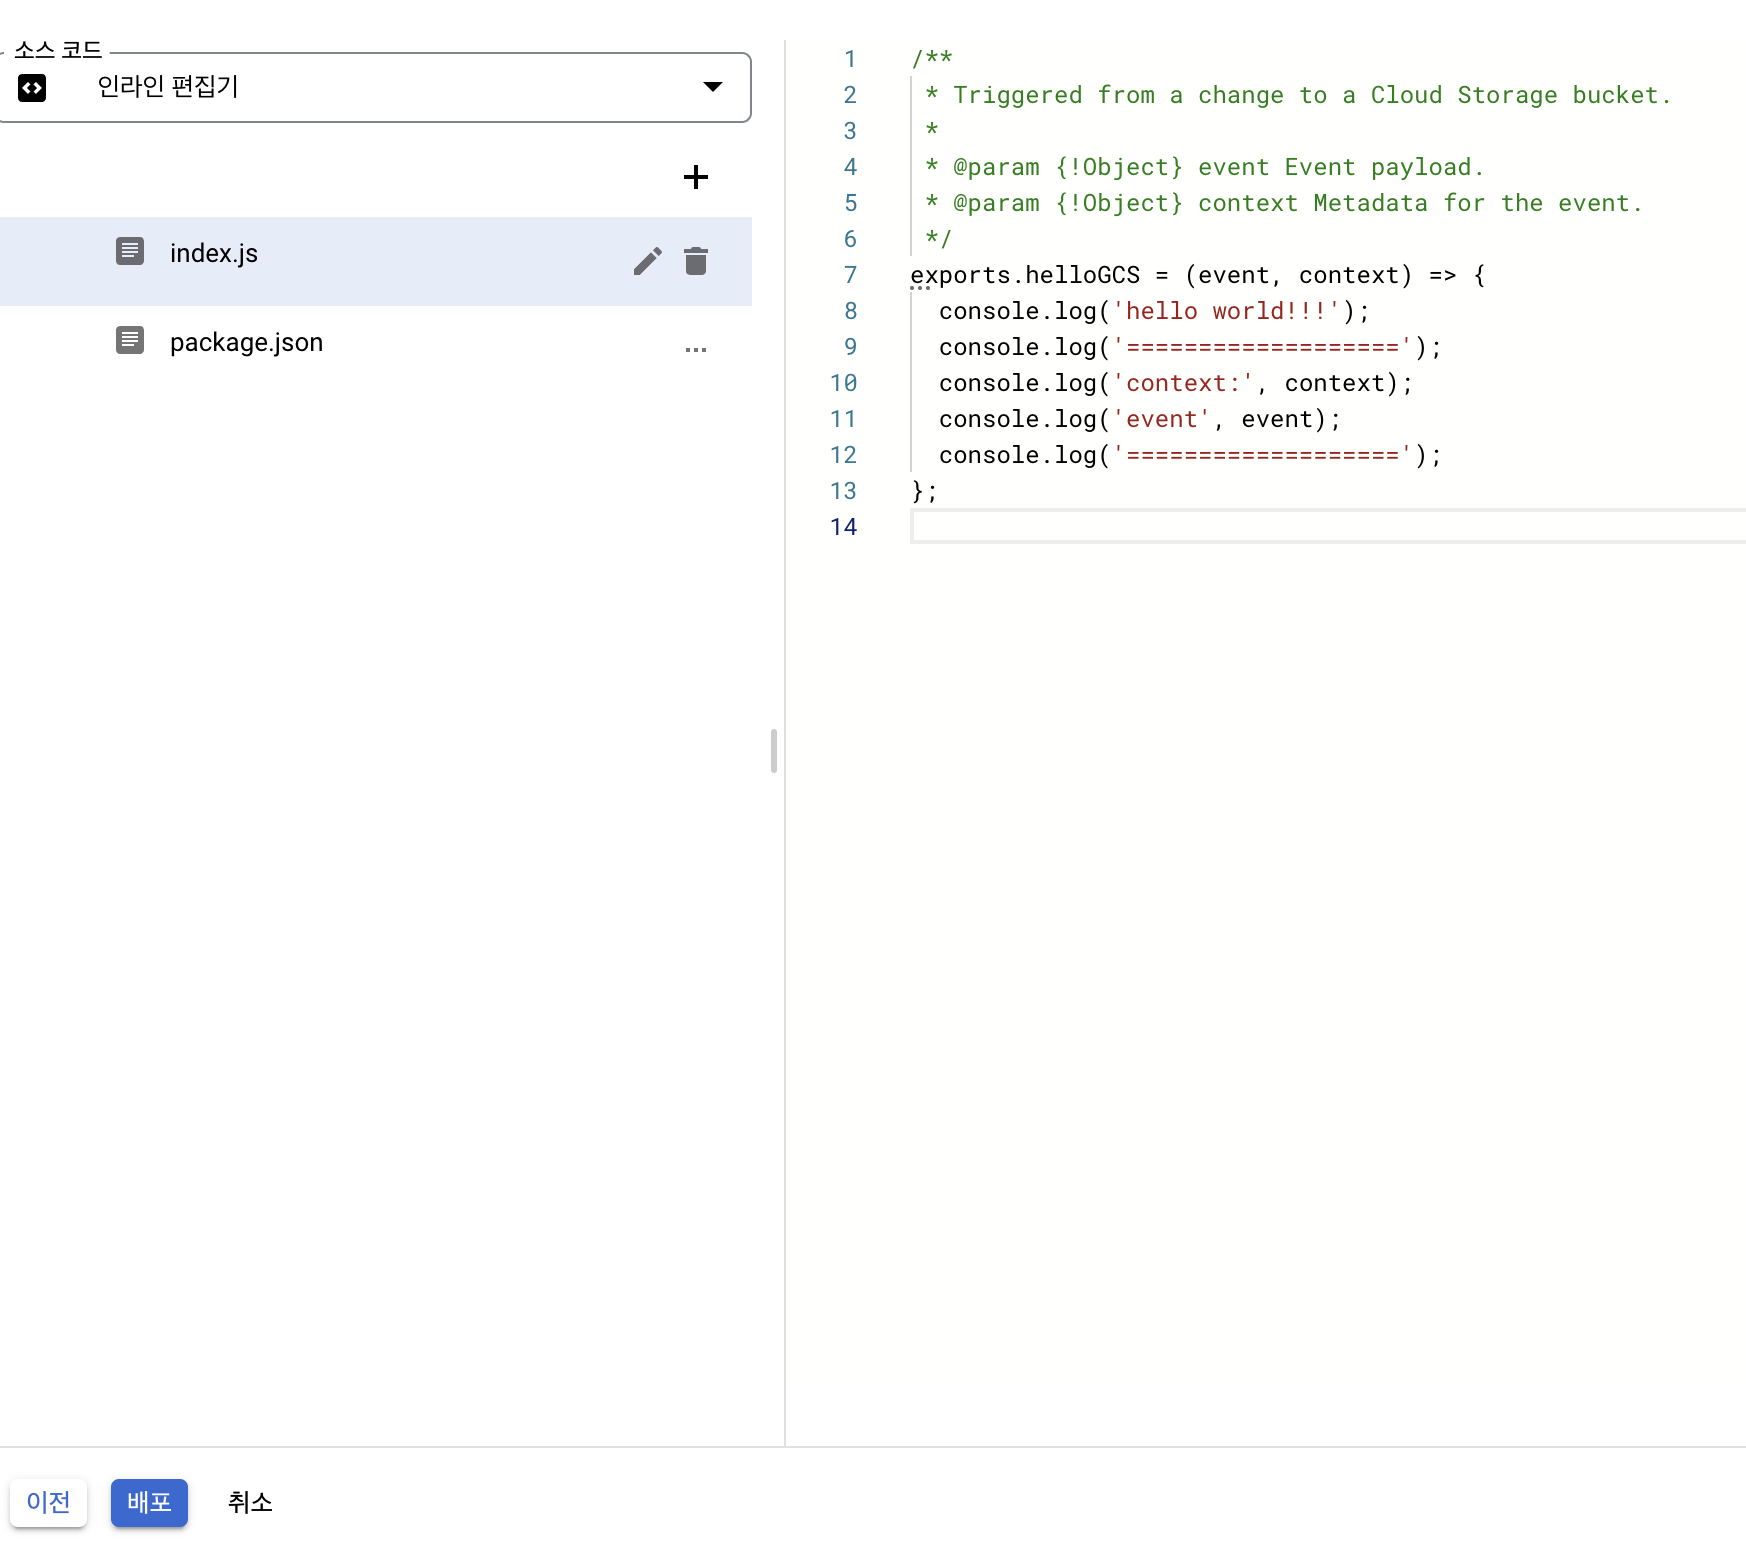 소스 코드
인라인 편집기
index.js
package.json
1 /**
2 * Triggered from a change to a Cloud Storage bucket.
3 *
4 * @param {!Object} event Event payload.
5 * @param {!Object} context Metadata for the event.
6 */
7 exports.helloGCS = (event, context) => {
8 console.log('hello world!!!');
9 console.log('===================');
10 console.log('context:', context);
11 console.log('event', event);
12 console.log('===================');
13 };
14
이전 배포 취소